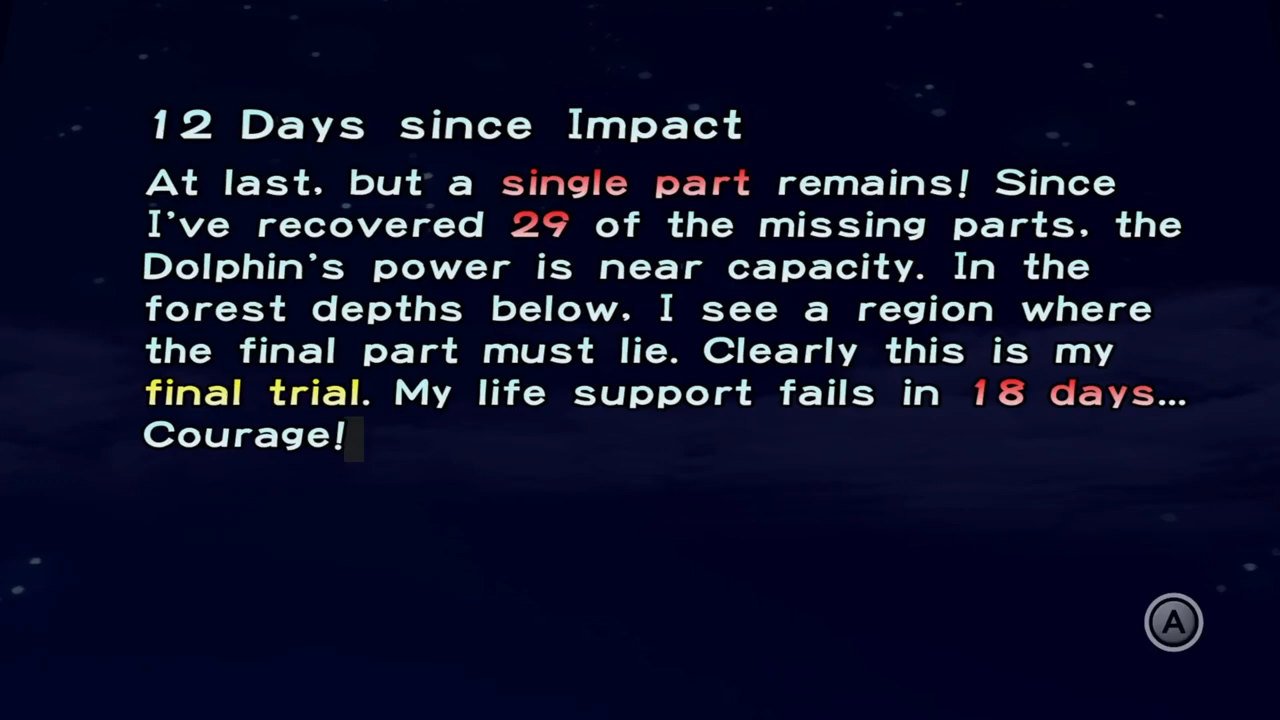 12 Days since Impact
At last, but a single part remains! Since
I've recovered 29 of the missing parts, the
Dolphin's power is near capacity. In the
forest depths below, I see a region where
the final part must lie. Clearly this is my
final trial. My life support fails in 18 days...
Courage!
A